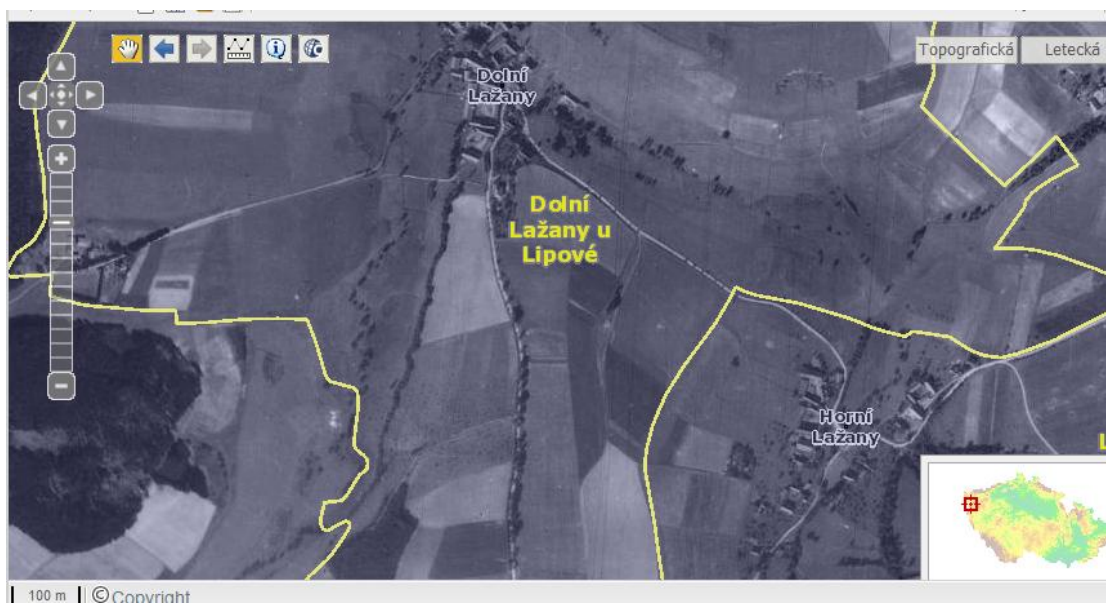 Topografická
Letecká
Dolní
Lažany
Dolní
Lažany u
Lipové
Horní
Lažany
L
100 m
©Copyright